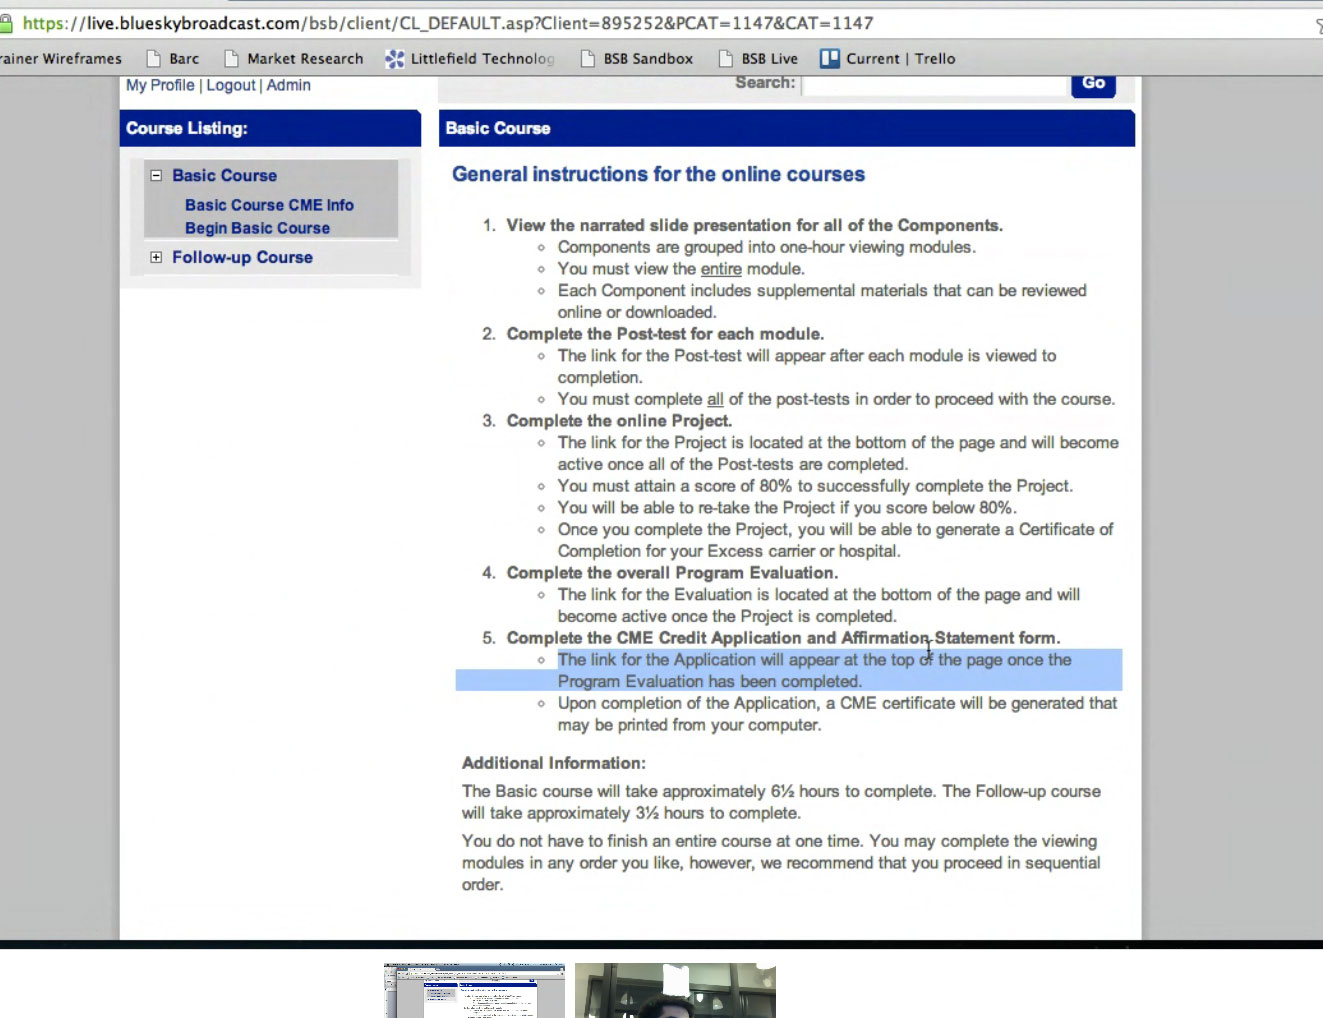 https://live.blueskybroadcast.com/bsb/client/CL_DEFAULT.asp?Client=895252&PCAT=1147&CAT=1147
rainer Wireframes Barc Market Research Littlefield Technolog BSB Sandbox BSB Live Current | Trello
My Profile | Logout | Admin
Search: Go
Course Listing:
Basic Course
Basic Course CME Info
Begin Basic Course
Follow-up Course
Basic Course
General instructions for the online courses
1. View the narrated slide presentation for all of the Components.
Components are grouped into one-hour viewing modules.
You must view the entire module.
Each Component includes supplemental materials that can be reviewed
online or downloaded.
2. Complete the Post-test for each module.
The link for the Post-test will appear after each module is viewed to
completion.
You must complete all of the post-tests in order to proceed with the course.
3. Complete the online Project.
The link for the Project is located at the bottom of the page and will become
active once all of the Post-tests are completed.
You must attain a score of 80% to successfully complete the Project.
You will be able to re-take the Project if you score below 80%.
Once you complete the Project, you will be able to generate a Certificate of
Completion for your Excess carrier or hospital.
4. Complete the overall Program Evaluation.
The link for the Evaluation is located at the bottom of the page and will
become active once the Project is completed.
5. Complete the CME Credit Application and Affirmation Statement form.
The link for the Application will appear at the top of the page once the
Program Evaluation has been completed.
Upon completion of the Application, a CME certificate will be generated that
may be printed from your computer.
Additional Information:
The Basic course will take approximately 6½ hours to complete. The Follow-up course
will take approximately 3½ hours to complete.
You do not have to finish an entire course at one time. You may complete the viewing
modules in any order you like, however, we recommend that you proceed in sequential
order.